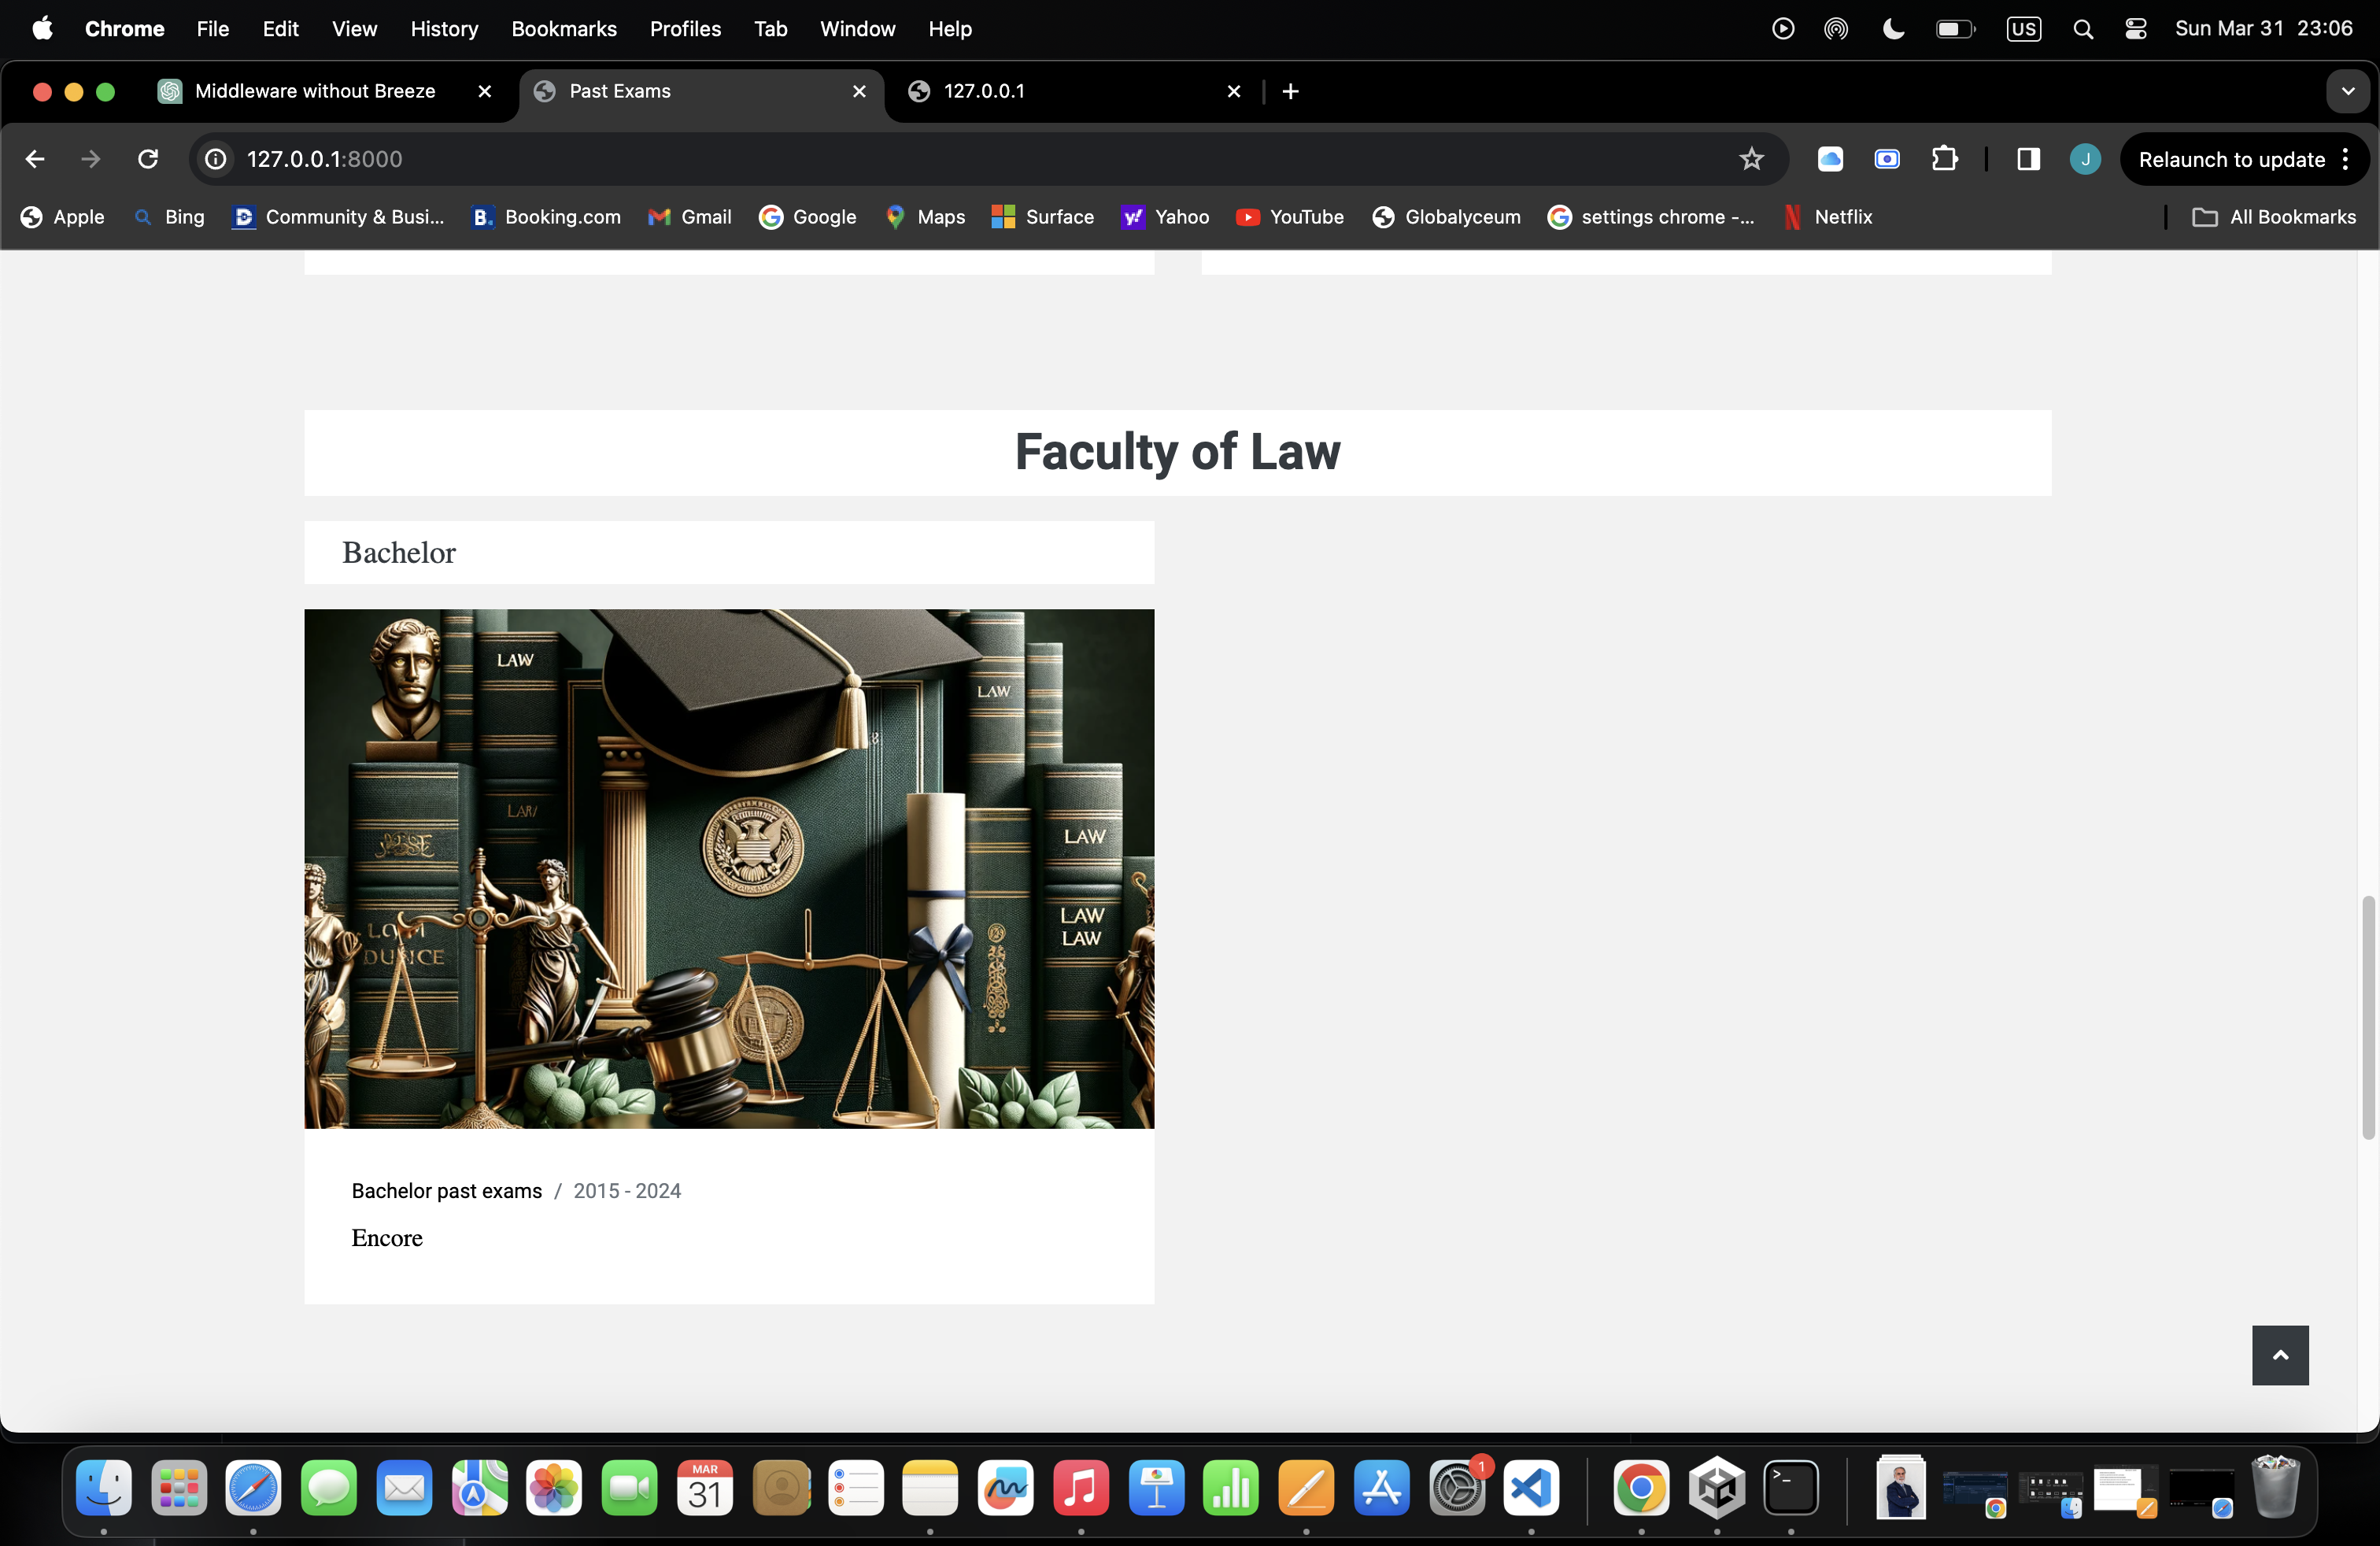 Chrome File Edit View History Bookmarks Profiles Tab Window Help US Sun Mar 31 23:06
Middleware without Breeze Past Exams 127.0.0.1
127.0.0.1:8000 J Relaunch to update
Apple Bing Community & Busi... Booking.com Gmail Google Maps Surface Yahoo YouTube Globalyceum settings chrome -... Netflix All Bookmarks
Faculty of Law
Bachelor
LAW
LAW
LAW
LAW
LAW
Bachelor past exams / 2015 - 2024
Encore
MAR
31
1